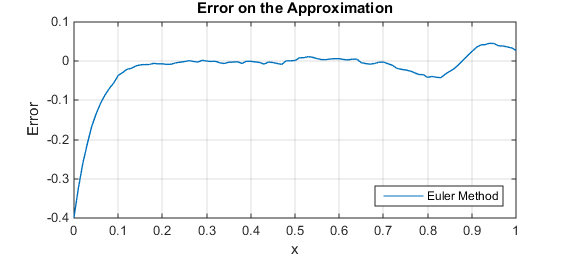 Error on the Approximation
0.1
0
-0.1
-0.2
-0.3
-0.4
Error
Euler Method
0 0.1 0.2 0.3 0.4 0.5 0.6 0.7 0.8 0.9 1
x